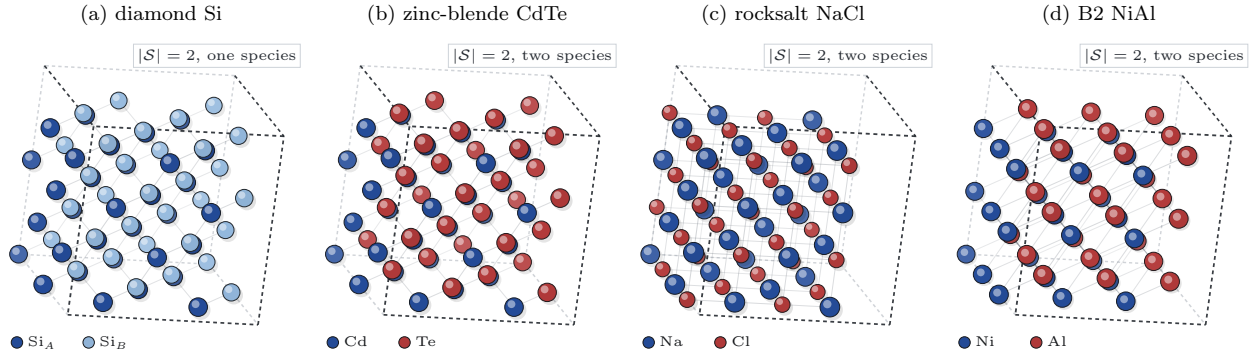 (a) diamond Si
(b) zinc-blende CdTe
(c) rocksalt NaCl
(d) B2 NiAl
|𝒮| = 2, one species
|𝒮| = 2, two species
|𝒮| = 2, two species
|𝒮| = 2, two species
Si_A Si_B
Cd Te
Na Cl
Ni Al